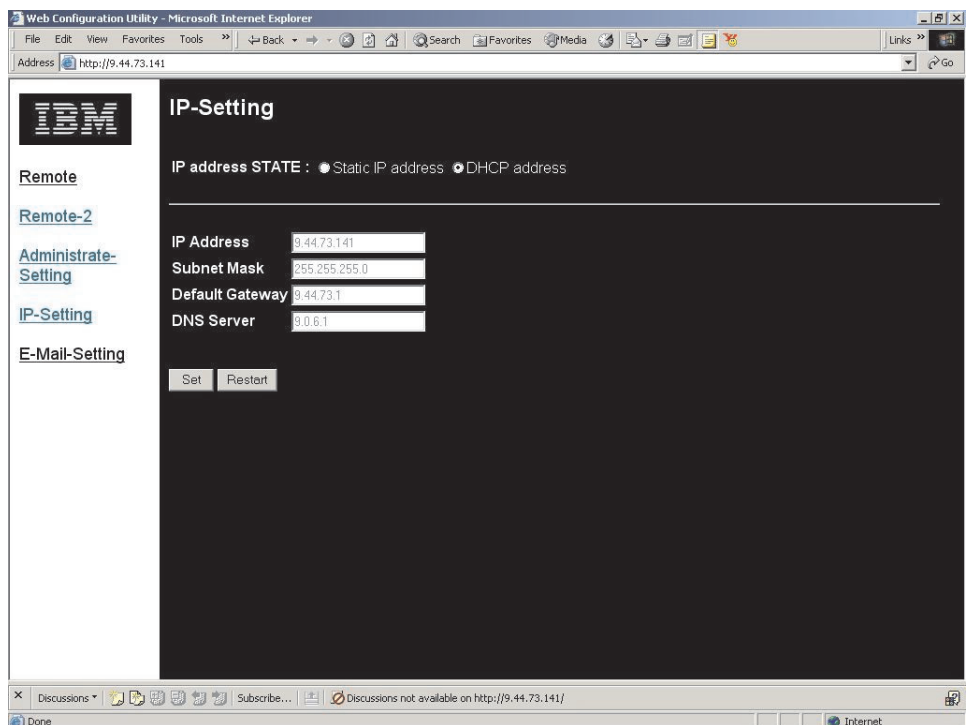 Web Configuration Utility - Microsoft Internet Explorer
File Edit View Favorites Tools » Back Search Favorites Media Links »
Address http://9.44.73.141 Go
IBM
Remote
Remote-2
Administrate-
Setting
IP-Setting
E-Mail-Setting
IP-Setting
IP address STATE : Static IP address DHCP address
IP Address 9.44.73.141
Subnet Mask 255.255.255.0
Default Gateway 9.44.73.1
DNS Server 9.0.6.1
Set Restart
Discussions Subscribe... Discussions not available on http://9.44.73.141/
Done Internet